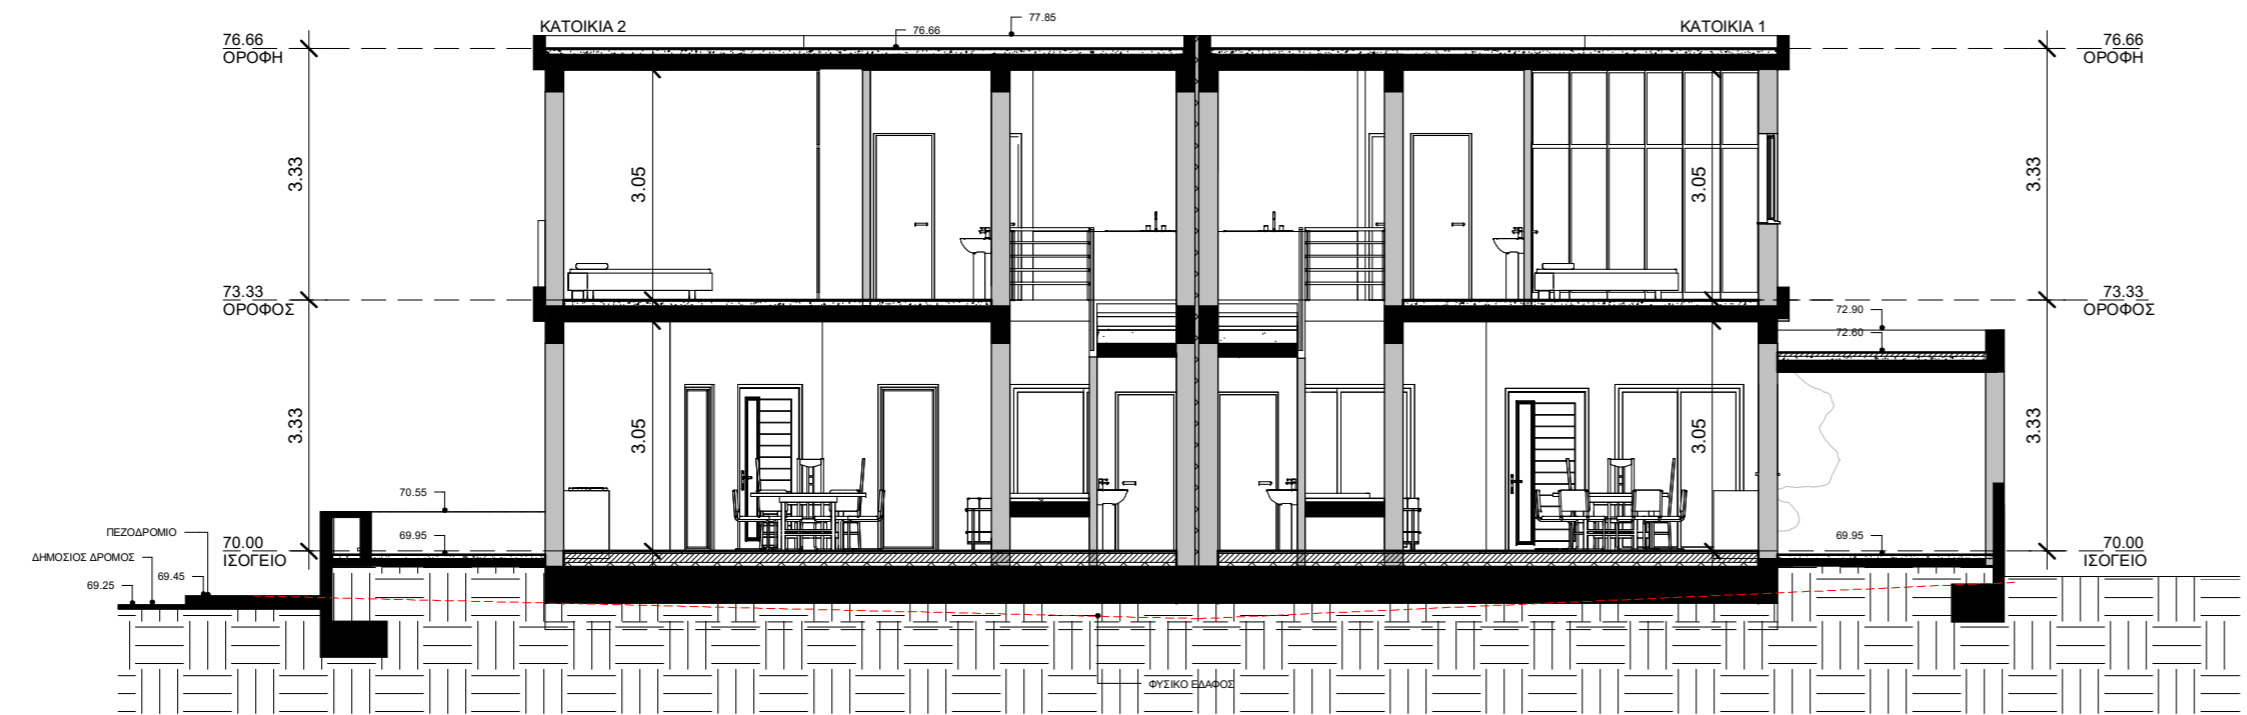 77.85
ΚΑΤΟΙΚΙΑ 2
ΚΑΤΟΙΚΙΑ 1
76.66
76.66
ΟΡΟΦΗ
76.66
ΟΡΟΦΗ
3.33
3.05
3.05
3.33
73.33
ΟΡΟΦΟΣ
73.33
ΟΡΟΦΟΣ
72.90
72.60
3.33
3.05
3.05
3.33
70.55
ΠΕΖΟΔΡΟΜΙΟ
69.95
69.95
70.00
ΙΣΟΓΕΙΟ
70.00
ΙΣΟΓΕΙΟ
ΔΗΜΟΣΙΟΣ ΔΡΟΜΟΣ
69.45
69.25
ΦΥΣΙΚΟ ΕΔΑΦΟΣ